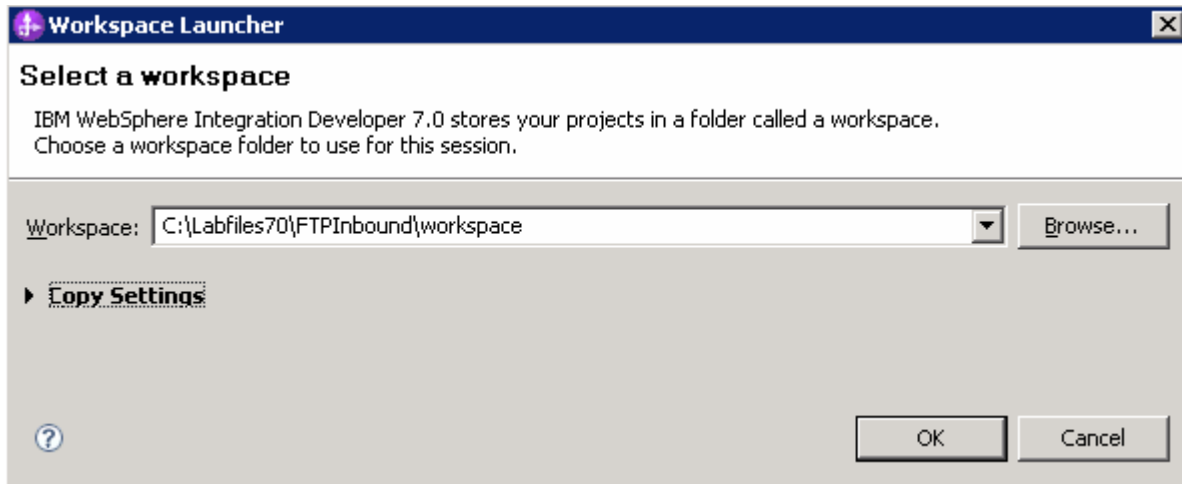 Workspace Launcher
Select a workspace
IBM WebSphere Integration Developer 7.0 stores your projects in a folder called a workspace.
Choose a workspace folder to use for this session.
Workspace: C:\Labfiles70\FTPInbound\workspace Browse...
Copy Settings
OK Cancel